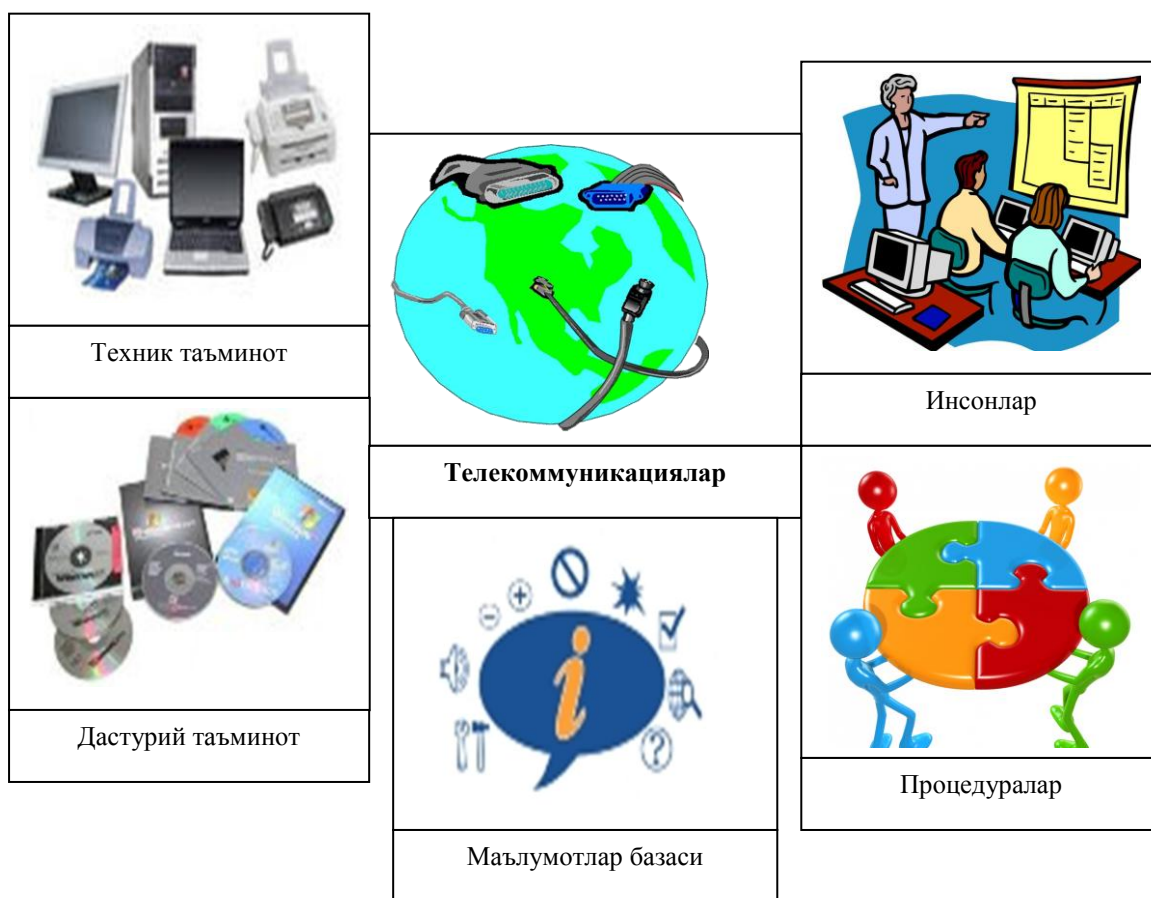 Техник таъминот
Телекоммуникациялар
Инсонлар
Дастурий таъминот
Маълумотлар базаси
Процедуралар